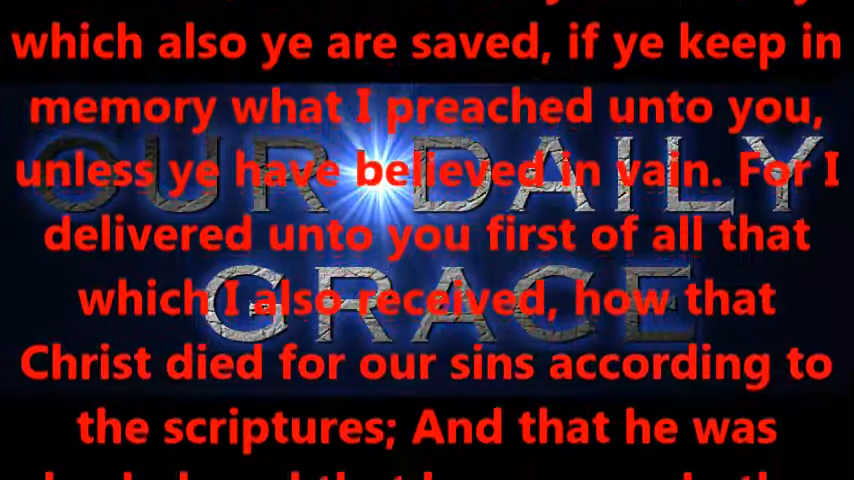 which also ye are saved, if ye keep in
memory what I preached unto you,
unless ye have believed in vain. For I
delivered unto you first of all that
which I also received, how that
Christ died for our sins according to
the scriptures; And that he was
OUR DAILY
GRACE